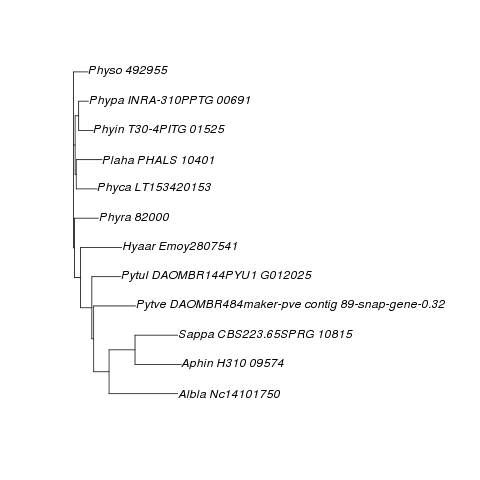 Physo 492955
Phypa INRA-310PPTG 00691
Phyin T30-4PITG 01525
Plaha PHALS 10401
Phyca LT153420153
Phyra 82000
Hyaar Emoy2807541
Pytul DAOMBR144PYU1 G012025
Pytve DAOMBR484maker-pve contig 89-snap-gene-0.32
Sappa CBS223.65SPRG 10815
Aphin H310 09574
Albla Nc14101750